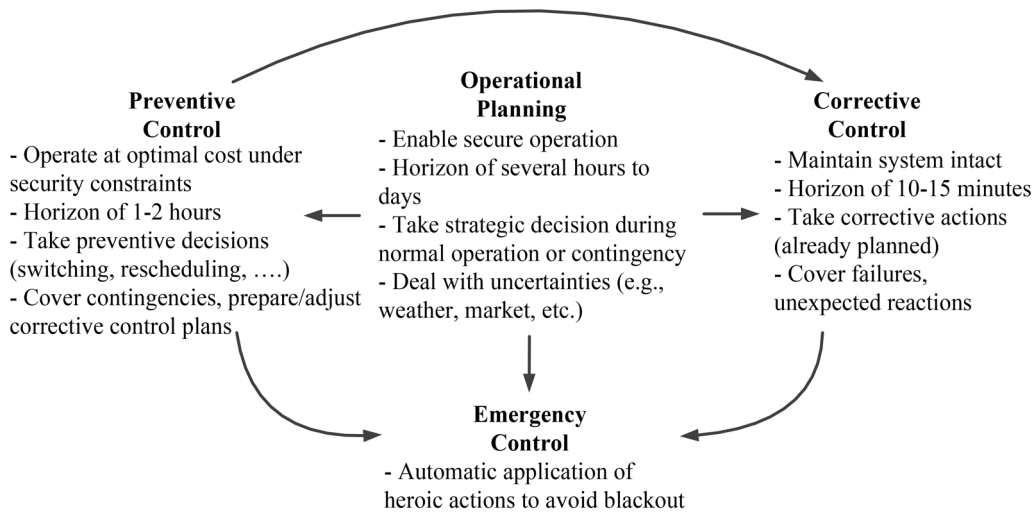 Preventive
Control
- Operate at optimal cost under
security constraints
- Horizon of 1-2 hours
- Take preventive decisions
(switching, rescheduling, ….)
- Cover contingencies, prepare/adjust
corrective control plans
Operational
Planning
- Enable secure operation
- Horizon of several hours to
days
- Take strategic decision during
normal operation or contingency
- Deal with uncertainties (e.g.,
weather, market, etc.)
Corrective
Control
- Maintain system intact
- Horizon of 10-15 minutes
- Take corrective actions
(already planned)
- Cover failures,
unexpected reactions
Emergency
Control
- Automatic application of
heroic actions to avoid blackout